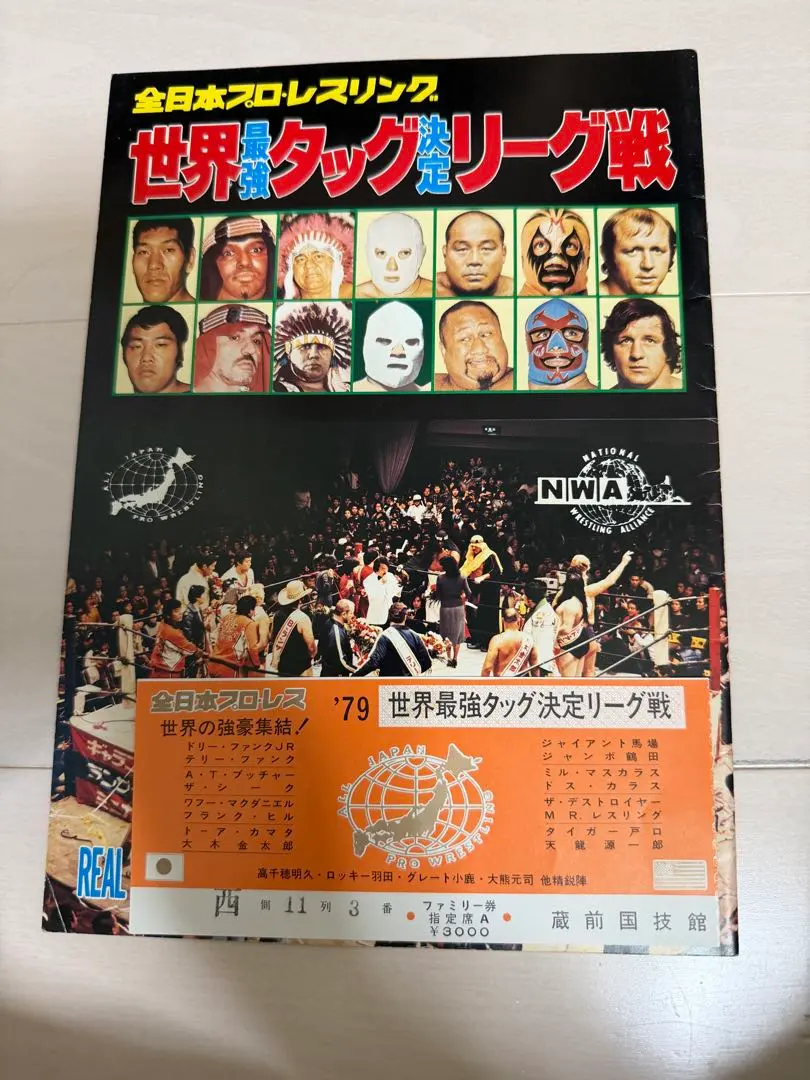 全日本プロ・レスリング
世界最強タッグ決定リーグ戦
ALL JAPAN PRO WRESTLING
NATIONAL WRESTLING ALLIANCE
NWA
全日本プロ・レス
'79 世界最強タッグ決定リーグ戦
世界の強豪集結!
ドリー・ファンクJR
テリー・ファンク
A・T・ブッチャー
ザ・シーク
ワフー・マクダニエル
フランク・ヒル
トーア・カマタ
大木金太郎
ALL JAPAN PRO WRESTLING
ジャイアント馬場
ジャンボ鶴田
ミル・マスカラス
ドス・カラス
ザ・デストロイヤー
MR.レスリング
タイガー戸口
天龍源一郎
高千穂明久・ロッキー羽田・グレート小鹿・大熊元司 他精鋭陣
西側11列3番
ファミリー券
指定席A
¥3000
蔵前国技館
REAL